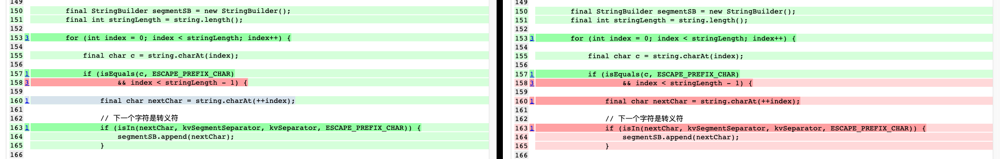 149
150 final StringBuilder segmentSB = new StringBuilder();
151 final int stringLength = string.length();
152
153 3 for (int index = 0; index < stringLength; index++) {
154
155 final char c = string.charAt(index);
156
157 1 if (isEquals(c, ESCAPE_PREFIX_CHAR)
158 3 && index < stringLength - 1) {
159
160 1 final char nextChar = string.charAt(++index);
161
162 // 下一个字符是转义符
163 1 if (isIn(nextChar, kvSegmentSeparator, kvSeparator, ESCAPE_PREFIX_CHAR)) {
164 segmentSB.append(nextChar);
165 }
166
149
150 final StringBuilder segmentSB = new StringBuilder();
151 final int stringLength = string.length();
152
153 3 for (int index = 0; index < stringLength; index++) {
154
155 final char c = string.charAt(index);
156
157 1 if (isEquals(c, ESCAPE_PREFIX_CHAR)
158 3 && index < stringLength - 1) {
159
160 1 final char nextChar = string.charAt(++index);
161
162 // 下一个字符是转义符
163 1 if (isIn(nextChar, kvSegmentSeparator, kvSeparator, ESCAPE_PREFIX_CHAR)) {
164 segmentSB.append(nextChar);
165 }
166